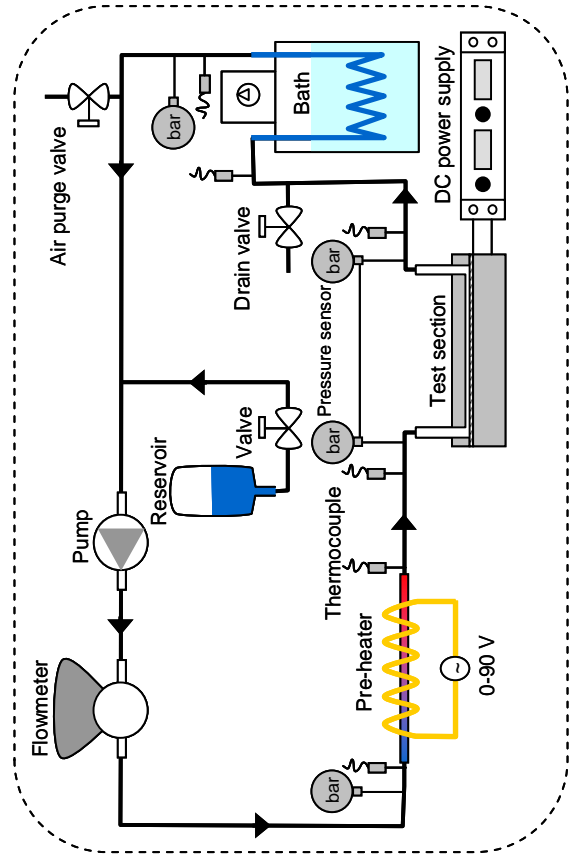 Air purge valve
bar
Bath
DC power supply
Drain valve
bar
Pressure sensor
bar
Test section
Valve
Reservoir
Pump
Thermocouple
Flowmeter
Pre-heater
~
0-90 V
bar